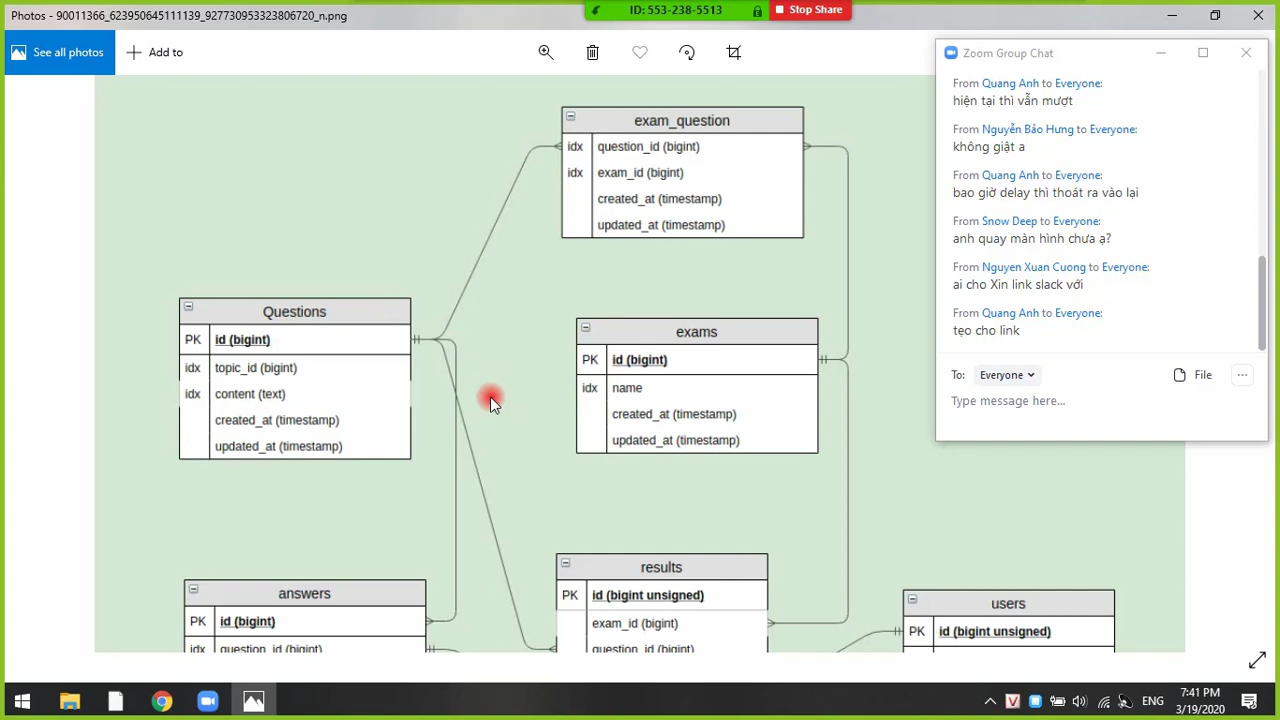 Photos - 90011366_623950645111139_927730953323806720_n.png
ID: 553-238-5513
Stop Share
See all photos
Add to
exam_question
idx question_id (bigint)
idx exam_id (bigint)
created_at (timestamp)
updated_at (timestamp)
Questions
PK id (bigint)
idx topic_id (bigint)
idx content (text)
created_at (timestamp)
updated_at (timestamp)
exams
PK id (bigint)
idx name
created_at (timestamp)
updated_at (timestamp)
answers
PK id (bigint)
idx question_id (bigint)
results
PK id (bigint unsigned)
exam_id (bigint)
question_id (bigint)
users
PK id (bigint unsigned)
Zoom Group Chat
From Quang Anh to Everyone:
hiện tại thì vẫn mượt
From Nguyễn Bảo Hưng to Everyone:
không giật a
From Quang Anh to Everyone:
bao giờ delay thì thoát ra vào lại
From Snow Deep to Everyone:
anh quay màn hình chưa ạ?
From Nguyen Xuan Cuong to Everyone:
ai cho Xin link slack với
From Quang Anh to Everyone:
tẹo cho link
To: Everyone
File
Type message here...
ENG
7:41 PM
3/19/2020